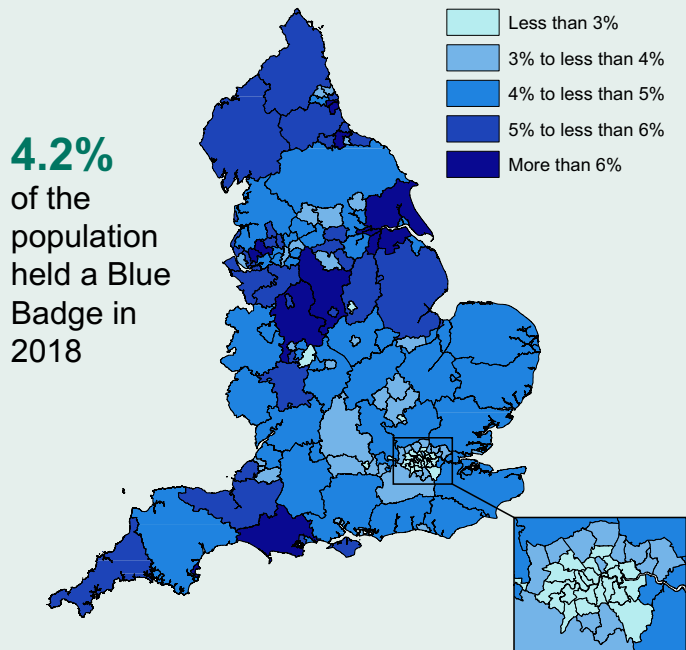 4.2%
of the
population
held a Blue
Badge in
2018
Less than 3%
3% to less than 4%
4% to less than 5%
5% to less than 6%
More than 6%